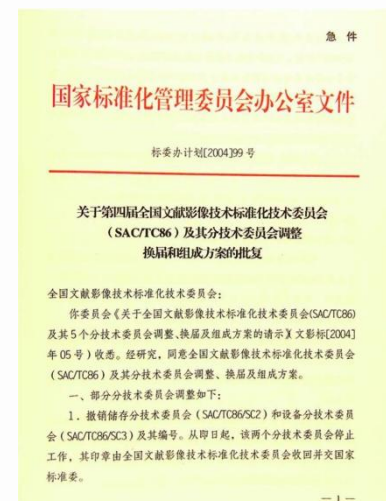 急 件
国家标准化管理委员会办公室文件
标委办计划[2004]99 号
关于第四届全国文献影像技术标准化技术委员会
（SAC/TC86）及其分技术委员会调整
换届和组成方案的批复
全国文献影像技术标准化技术委员会：
你委员会《关于全国文献影像技术标准化技术委员会(SAC/TC86)
及其5个分技术委员会调整、换届及组成方案的请示》(文影标[2004]
年05号）收悉。经研究，同意全国文献影像技术标准化技术委员会
（SAC/TC86）及其分技术委员会调整、换届及组成方案。
一、部分分技术委员会调整如下：
1．撤销储存分技术委员会（SAC/TC86/SC2）和设备分技术委员
会（SAC/TC86/SC3）及其编号。从即日起，该两个分技术委员会停止
工作，其印章由全国文献影像技术标准化技术委员会收回并交国家
标准委。
— 1 —